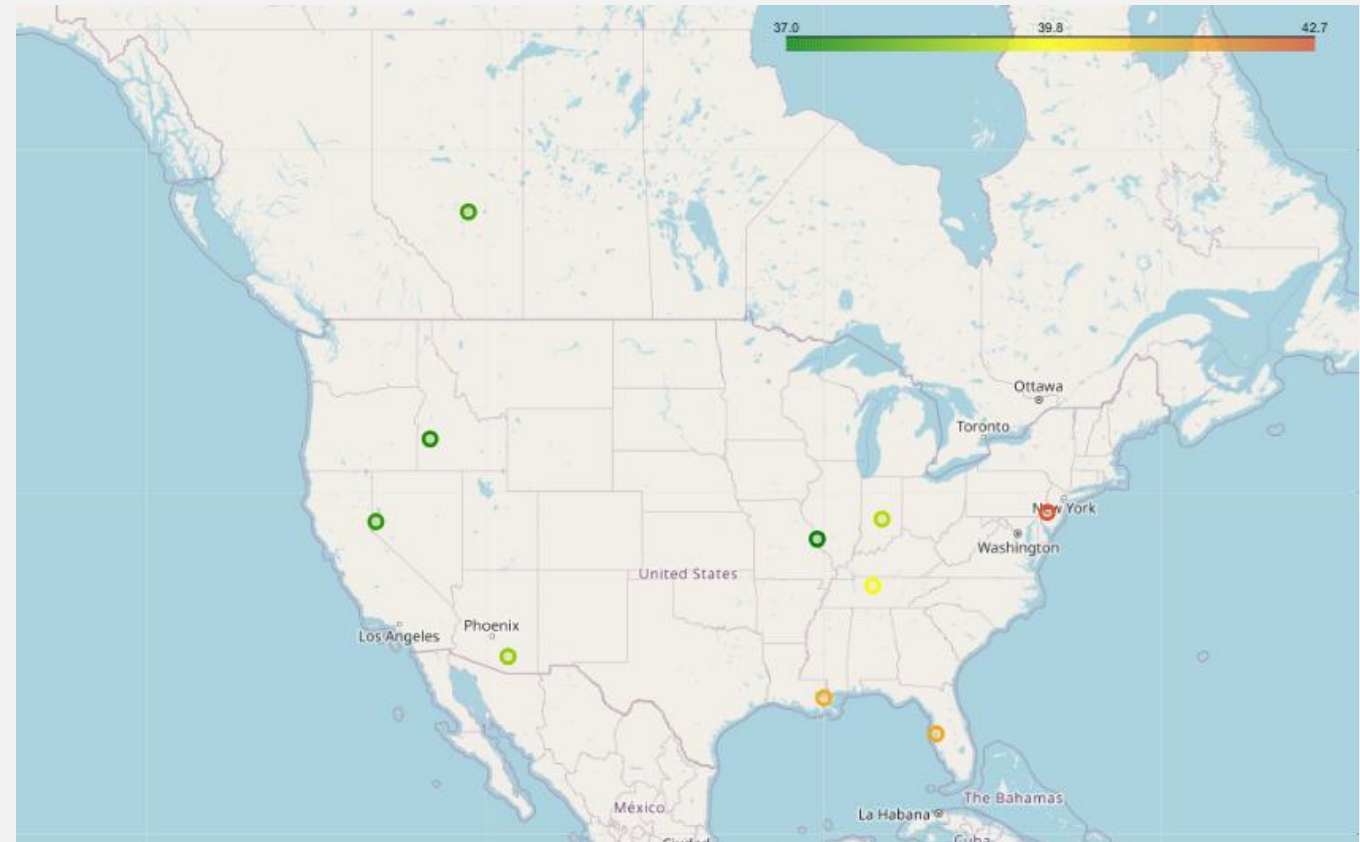 37.0 39.8 42.7
Ottawa
Toronto
New York
Washington
United States
Phoenix
Los Angeles
The Bahamas
México
La Habana